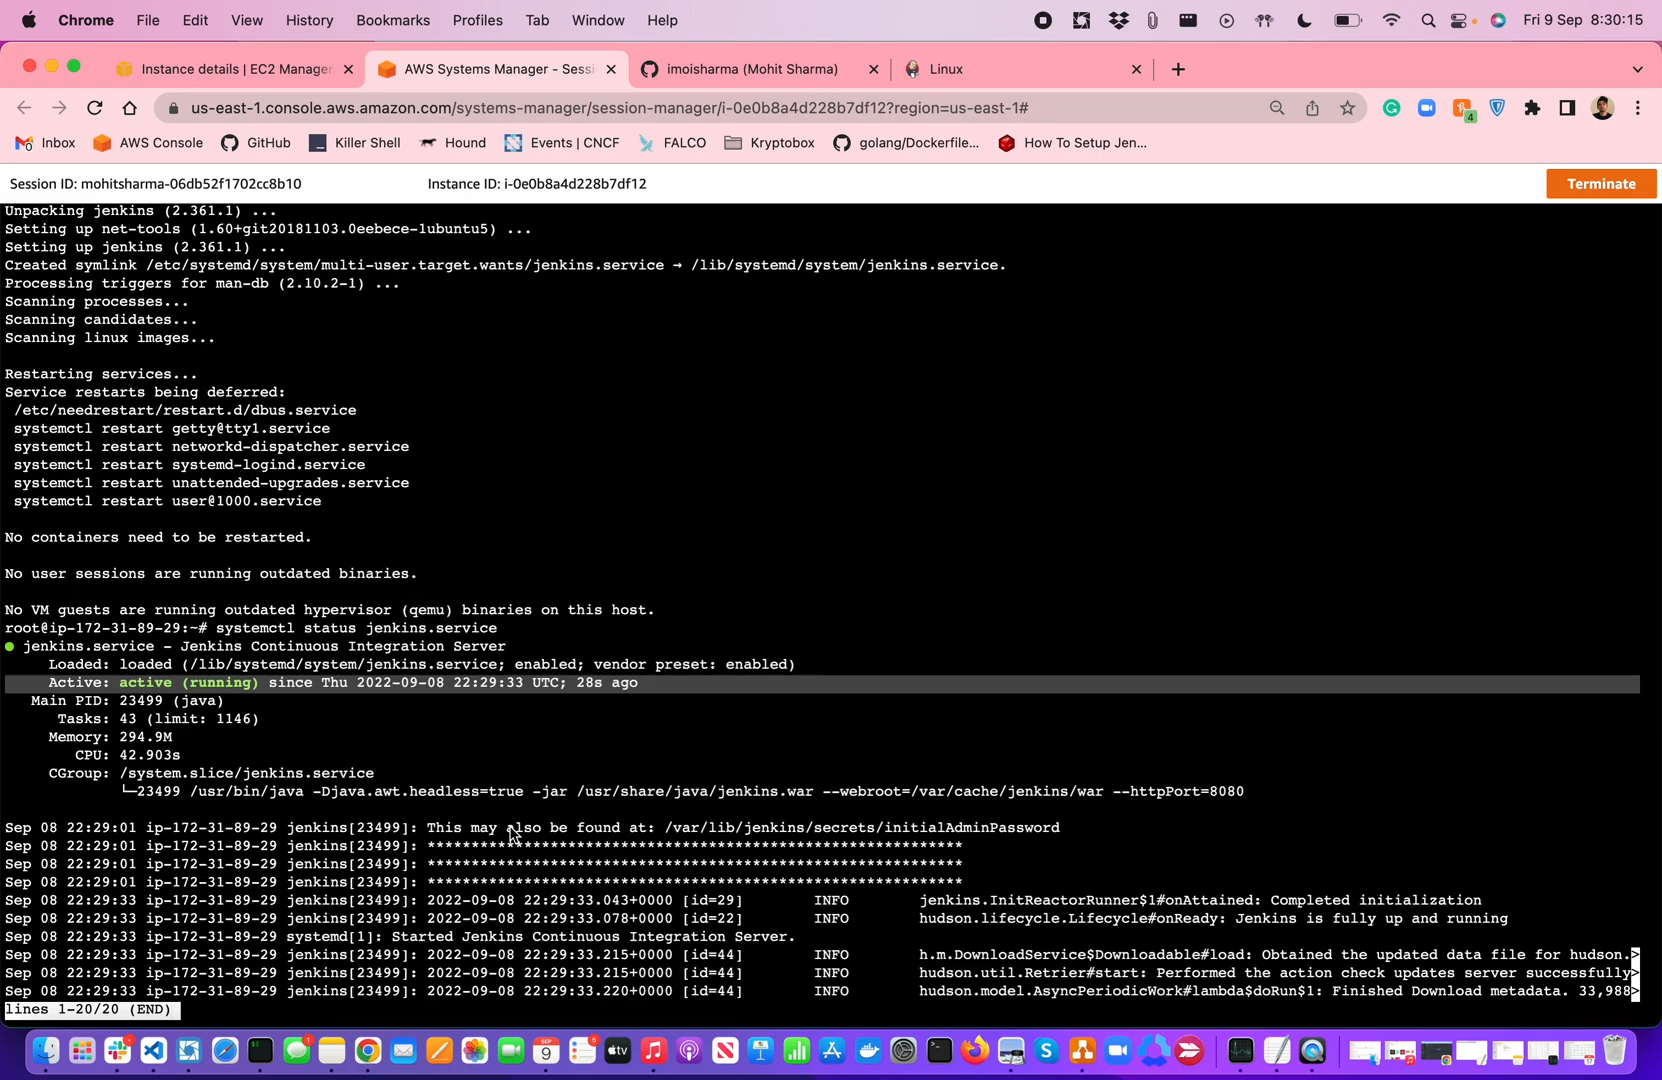 Chrome File Edit View History Bookmarks Profiles Tab Window Help Fri 9 Sep 8:30:15
Instance details | EC2 Manager AWS Systems Manager - Sessi imoisharma (Mohit Sharma) Linux
us-east-1.console.aws.amazon.com/systems-manager/session-manager/i-0e0b8a4d228b7df12?region=us-east-1# 4
Inbox AWS Console GitHub Killer Shell Hound Events | CNCF FALCO Kryptobox golang/Dockerfile... How To Setup Jen...
Session ID: mohitsharma-06db52f1702cc8b10 Instance ID: i-0e0b8a4d228b7df12 Terminate
Unpacking jenkins (2.361.1) ...
Setting up net-tools (1.60+git20181103.0eebece-1ubuntu5) ...
Setting up jenkins (2.361.1) ...
Created symlink /etc/systemd/system/multi-user.target.wants/jenkins.service → /lib/systemd/system/jenkins.service.
Processing triggers for man-db (2.10.2-1) ...
Scanning processes...
Scanning candidates...
Scanning linux images...
Restarting services...
Service restarts being deferred:
/etc/needrestart/restart.d/dbus.service
systemctl restart getty@tty1.service
systemctl restart networkd-dispatcher.service
systemctl restart systemd-logind.service
systemctl restart unattended-upgrades.service
systemctl restart user@1000.service
No containers need to be restarted.
No user sessions are running outdated binaries.
No VM guests are running outdated hypervisor (qemu) binaries on this host.
root@ip-172-31-89-29:~# systemctl status jenkins.service
● jenkins.service - Jenkins Continuous Integration Server
Loaded: loaded (/lib/systemd/system/jenkins.service; enabled; vendor preset: enabled)
Active: active (running) since Thu 2022-09-08 22:29:33 UTC; 28s ago
Main PID: 23499 (java)
Tasks: 43 (limit: 1146)
Memory: 294.9M
CPU: 42.903s
CGroup: /system.slice/jenkins.service
└─23499 /usr/bin/java -Djava.awt.headless=true -jar /usr/share/java/jenkins.war --webroot=/var/cache/jenkins/war --httpPort=8080
Sep 08 22:29:01 ip-172-31-89-29 jenkins[23499]: This may also be found at: /var/lib/jenkins/secrets/initialAdminPassword
Sep 08 22:29:01 ip-172-31-89-29 jenkins[23499]: *************************************************************
Sep 08 22:29:01 ip-172-31-89-29 jenkins[23499]: *************************************************************
Sep 08 22:29:01 ip-172-31-89-29 jenkins[23499]: *************************************************************
Sep 08 22:29:33 ip-172-31-89-29 jenkins[23499]: 2022-09-08 22:29:33.043+0000 [id=29] INFO jenkins.InitReactorRunner$1#onAttained: Completed initialization
Sep 08 22:29:33 ip-172-31-89-29 jenkins[23499]: 2022-09-08 22:29:33.078+0000 [id=22] INFO hudson.lifecycle.Lifecycle#onReady: Jenkins is fully up and running
Sep 08 22:29:33 ip-172-31-89-29 systemd[1]: Started Jenkins Continuous Integration Server.
Sep 08 22:29:33 ip-172-31-89-29 jenkins[23499]: 2022-09-08 22:29:33.215+0000 [id=44] INFO h.m.DownloadService$Downloadable#load: Obtained the updated data file for hudson.>
Sep 08 22:29:33 ip-172-31-89-29 jenkins[23499]: 2022-09-08 22:29:33.215+0000 [id=44] INFO hudson.util.Retrier#start: Performed the action check updates server successfully>
Sep 08 22:29:33 ip-172-31-89-29 jenkins[23499]: 2022-09-08 22:29:33.220+0000 [id=44] INFO hudson.model.AsyncPeriodicWork#lambda$doRun$1: Finished Download metadata. 33,988>
lines 1-20/20 (END)